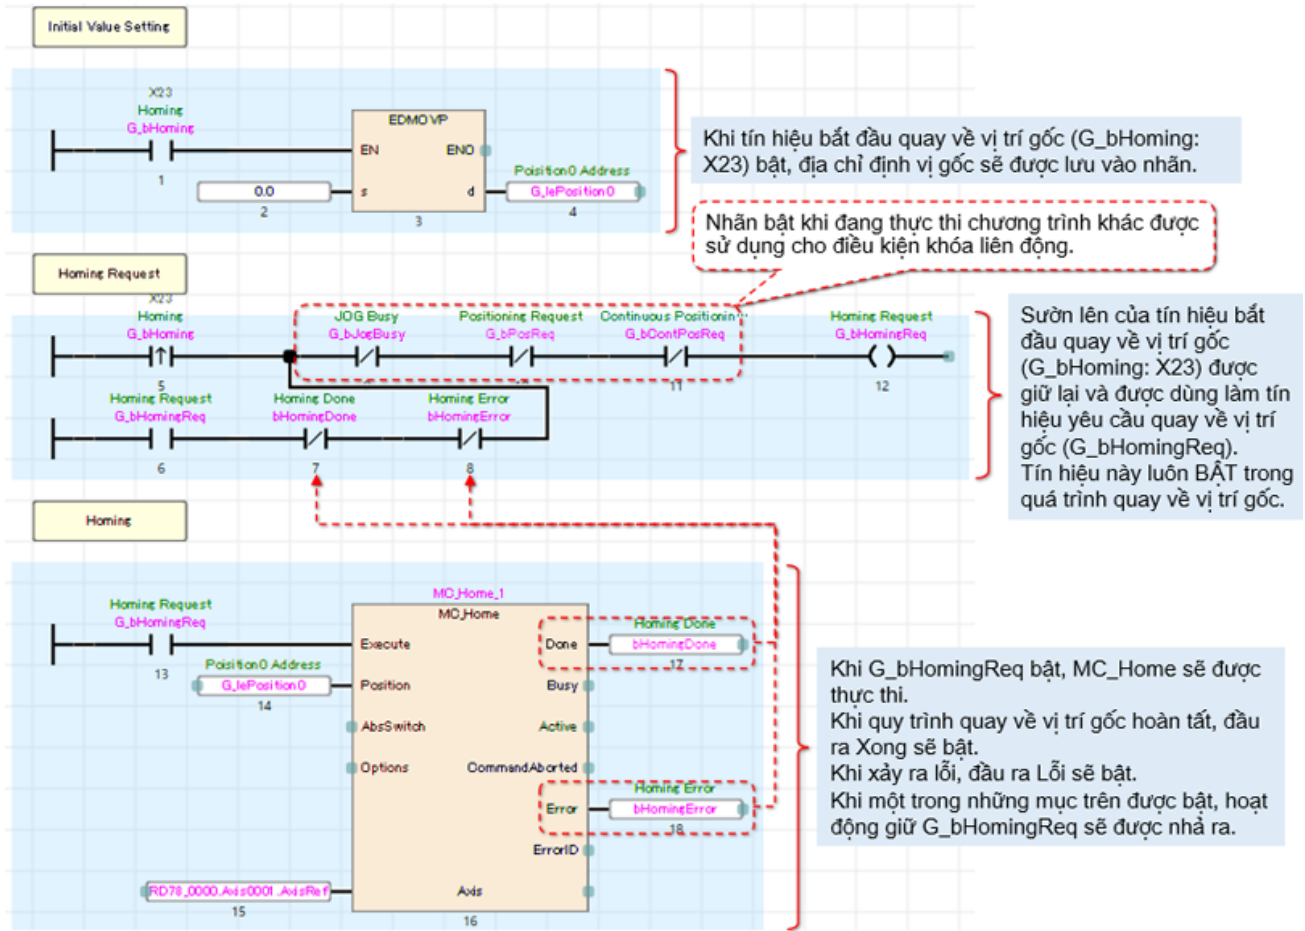 Initial Value Setting
X23
Homing
G_bHoming
1
EDMOVP
EN
ENO
0.0
s
d
2
3
Poisition0 Address
G_lePosition0
4
Khi tín hiệu bắt đầu quay về vị trí gốc (G_bHoming:
X23) bật, địa chỉ định vị gốc sẽ được lưu vào nhãn.
Nhãn bật khi đang thực thi chương trình khác được
sử dụng cho điều kiện khóa liên động.
Homing Request
X23
Homing
G_bHoming
5
JOG Busy
G_bJogBusy
Positioning Request
G_bPosReq
Continuous Positionin...
G_bContPosReq
11
Homing Request
G_bHomingReq
12
Homing Request
G_bHomingReq
6
Homing Done
bHomingDone
7
Homing Error
bHomingError
8
Sườn lên của tín hiệu bắt
đầu quay về vị trí gốc
(G_bHoming: X23) được
giữ lại và được dùng làm tín
hiệu yêu cầu quay về vị trí
gốc (G_bHomingReq).
Tín hiệu này luôn BẬT trong
quá trình quay về vị trí gốc.
Homing
Homing Request
G_bHomingReq
13
Poisition0 Address
G_lePosition0
14
RD78_0000.Axis0001.AxisRef
15
MC_Home_1
MC_Home
Execute
Done
Position
Busy
AbsSwitch
Active
Options
CommandAborted
Error
ErrorID
Axis
16
Homing Done
bHomingDone
17
Homing Error
bHomingError
18
Khi G_bHomingReq bật, MC_Home sẽ được
thực thi.
Khi quy trình quay về vị trí gốc hoàn tất, đầu
ra Xong sẽ bật.
Khi xảy ra lỗi, đầu ra Lỗi sẽ bật.
Khi một trong những mục trên được bật, hoạt
động giữ G_bHomingReq sẽ được nhả ra.